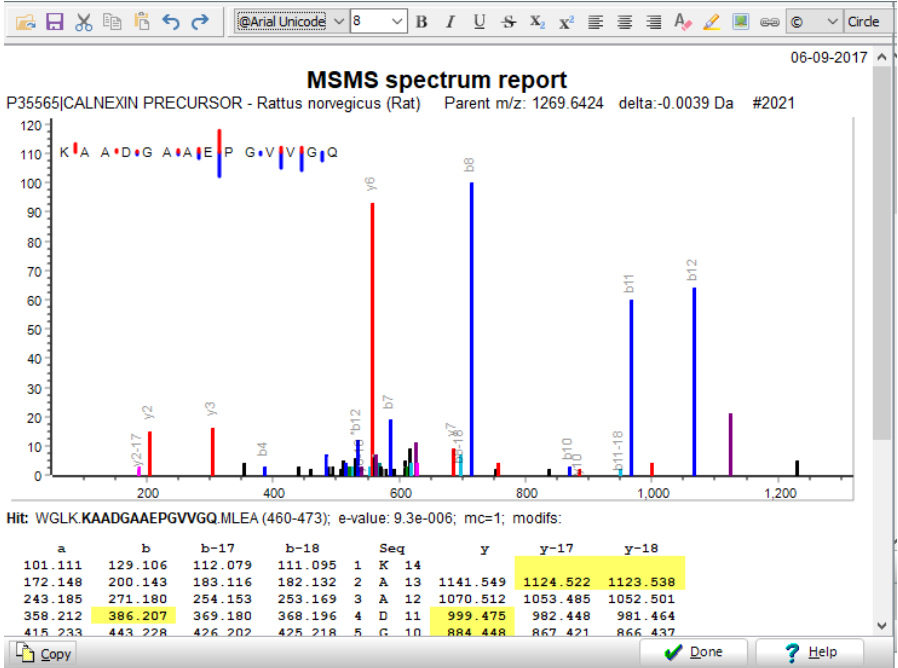 @Arial Unicode 8 B I U S X₂ X² © Circle
06-09-2017
MSMS spectrum report
P35565|CALNEXIN PRECURSOR - Rattus norvegicus (Rat) Parent m/z: 1269.6424 delta:-0.0039 Da #2021
120
K A A D G A A E P G V V G Q
110
b8
y6
100
90
80
70
b12
b11
60
50
40
30
20
y3
y2
b7
*b12
y7
10
y2-17
b4
b10
b11-18
0
200 400 600 800 1,000 1,200
Hit: WGLK.KAADGAAEPGVVGQ.MLEA (460-473); e-value: 9.3e-006; mc=1; modifs:
a b b-17 b-18 Seq y y-17 y-18
101.111 129.106 112.079 111.095 1 K 14
172.148 200.143 183.116 182.132 2 A 13 1141.549 1124.522 1123.538
243.185 271.180 254.153 253.169 3 A 12 1070.512 1053.485 1052.501
358.212 386.207 369.180 368.196 4 D 11 999.475 982.448 981.464
415.233 443.228 426.202 425.218 5 G 10 884.448 867.421 866.437
Copy Done Help